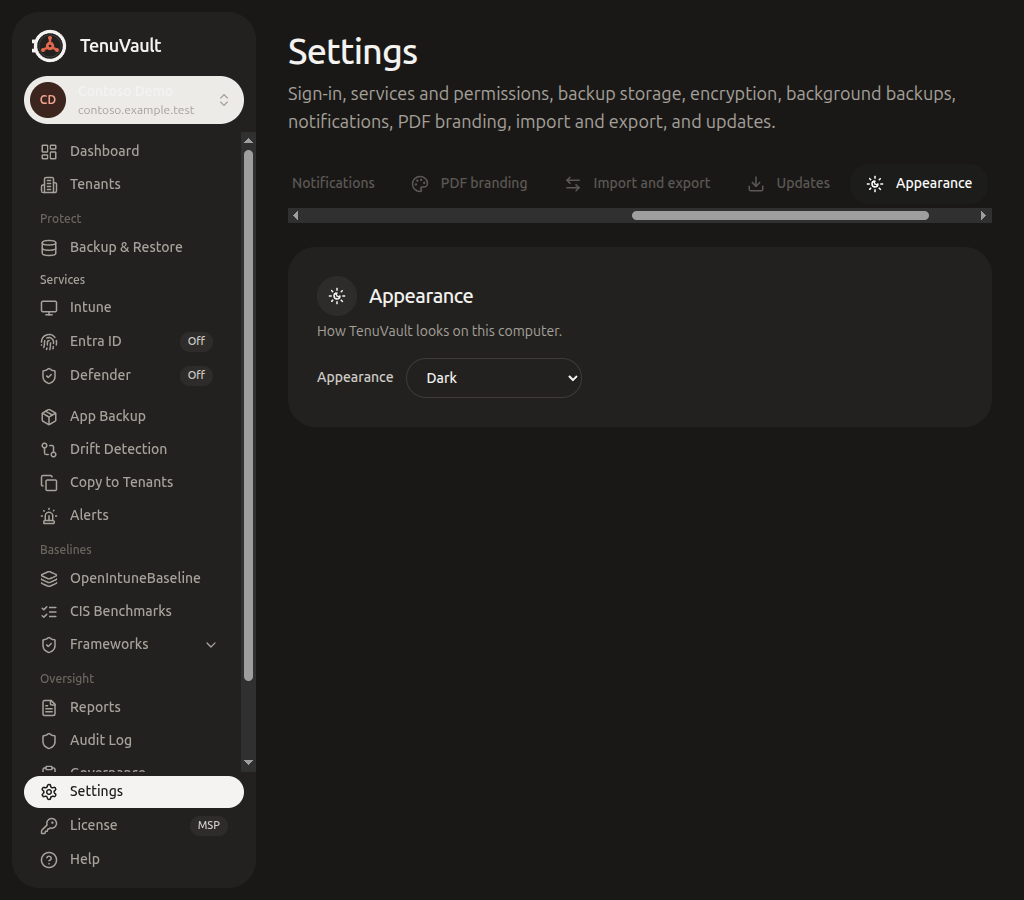 TenuVault
CD
Contoso Demo
contoso.example.test
Dashboard
Tenants
Protect
Backup & Restore
Services
Intune
Entra ID Off
Defender Off
App Backup
Drift Detection
Copy to Tenants
Alerts
Baselines
OpenIntuneBaseline
CIS Benchmarks
Frameworks
Oversight
Reports
Audit Log
Governance
Settings
License MSP
Help
Settings
Sign-in, services and permissions, backup storage, encryption, background backups,
notifications, PDF branding, import and export, and updates.
Notifications PDF branding Import and export Updates Appearance
Appearance
How TenuVault looks on this computer.
Appearance Dark